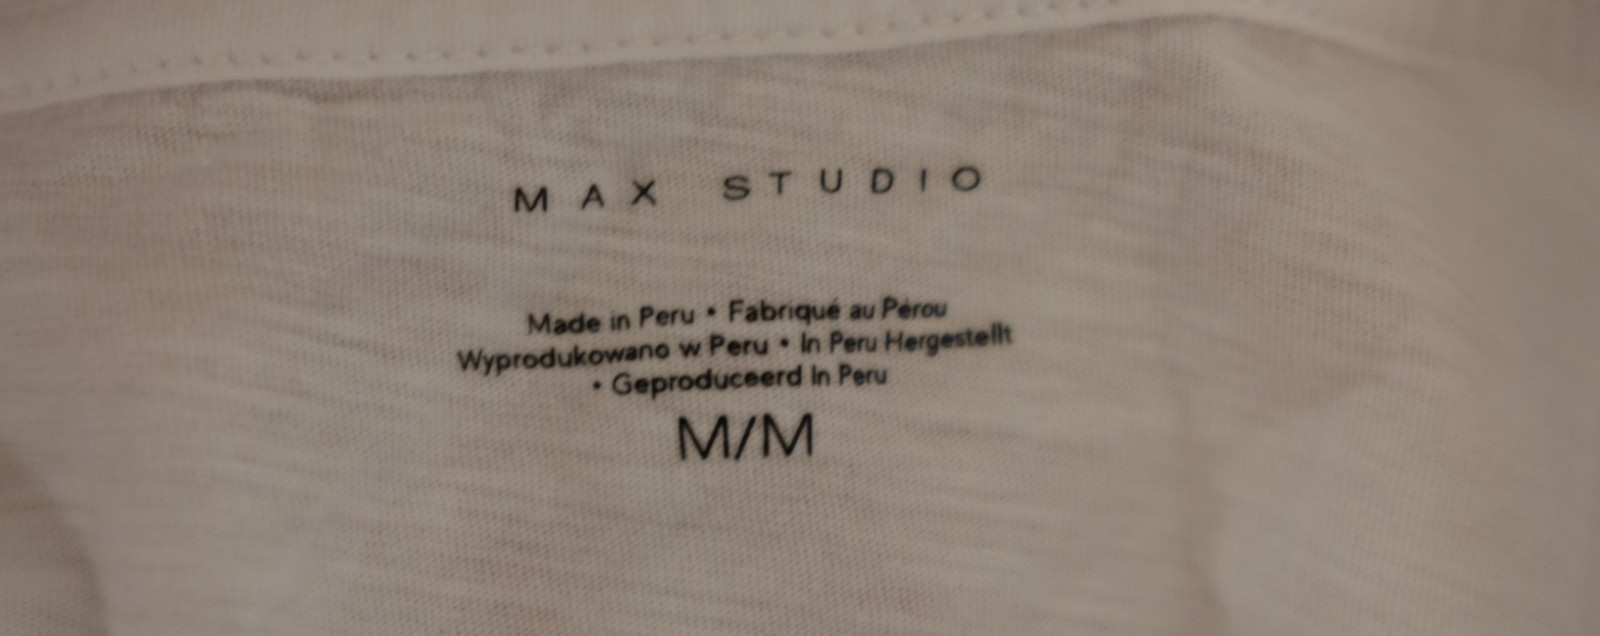 MAX STUDIO
Made in Peru • Fabriqué au Pérou
Wyprodukowano w Peru • In Peru Hergestellt
• Geproduceerd In Peru
M/M